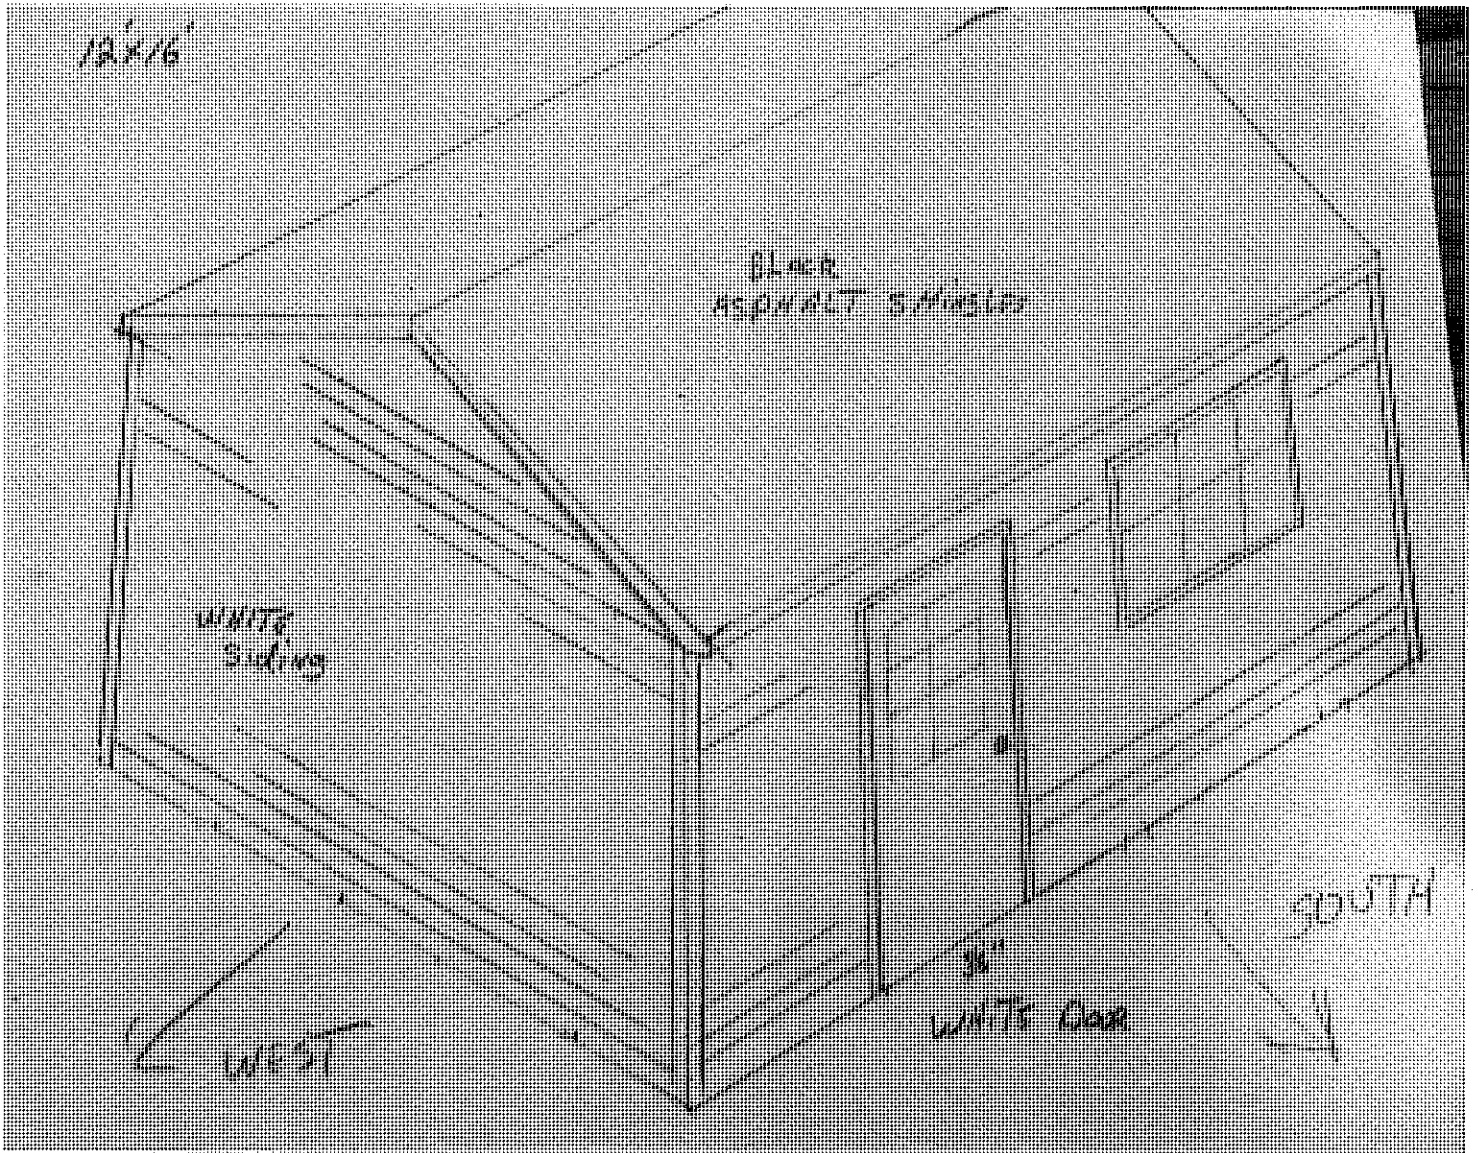 12'x16'
BLACK
ASPHALT SHINGLES
WHITE
Siding
SOUTH
36"
WHITE DOOR
WEST